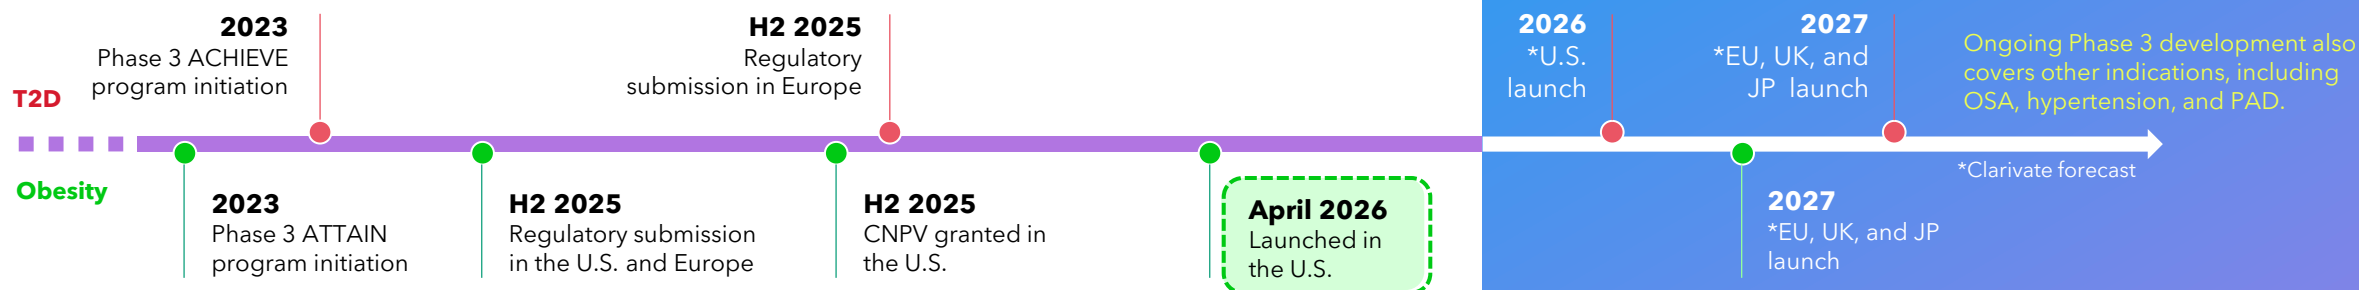 2023
Phase 3 ACHIEVE
program initiation
H2 2025
Regulatory
submission in Europe
2026
*U.S.
launch
2027
*EU, UK, and
JP launch
Ongoing Phase 3 development also
covers other indications, including
OSA, hypertension, and PAD.
T2D
Obesity
*Clarivate forecast
2023
Phase 3 ATTAIN
program initiation
H2 2025
Regulatory submission
in the U.S. and Europe
H2 2025
CNPV granted in
the U.S.
April 2026
Launched in
the U.S.
2027
*EU, UK, and JP
launch